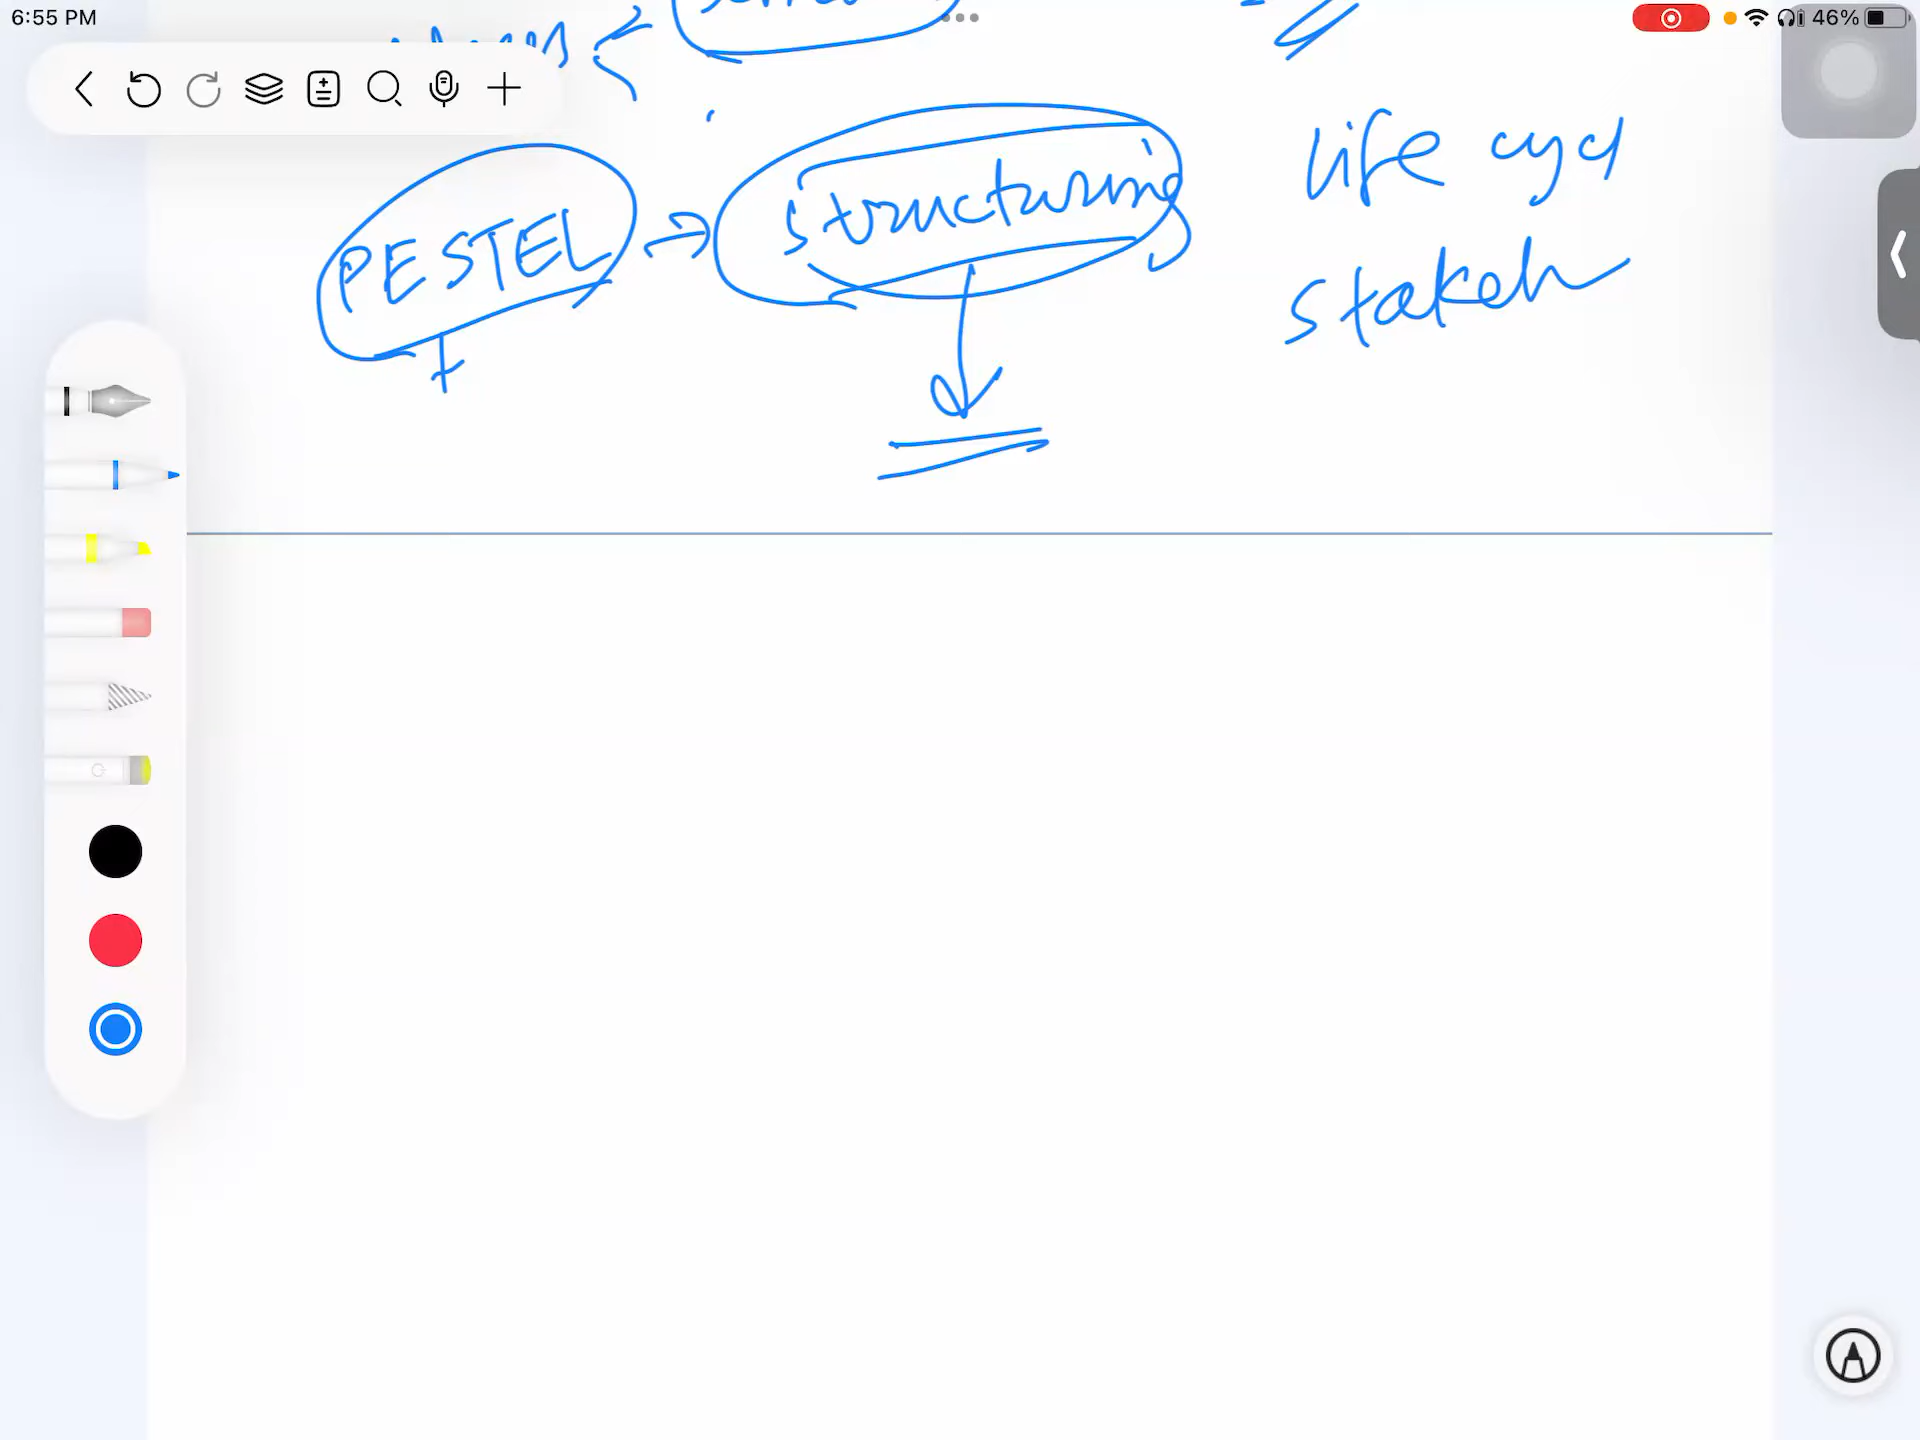 6:55 PM
46%
PESTEL → structuring
life cycl
stakeh